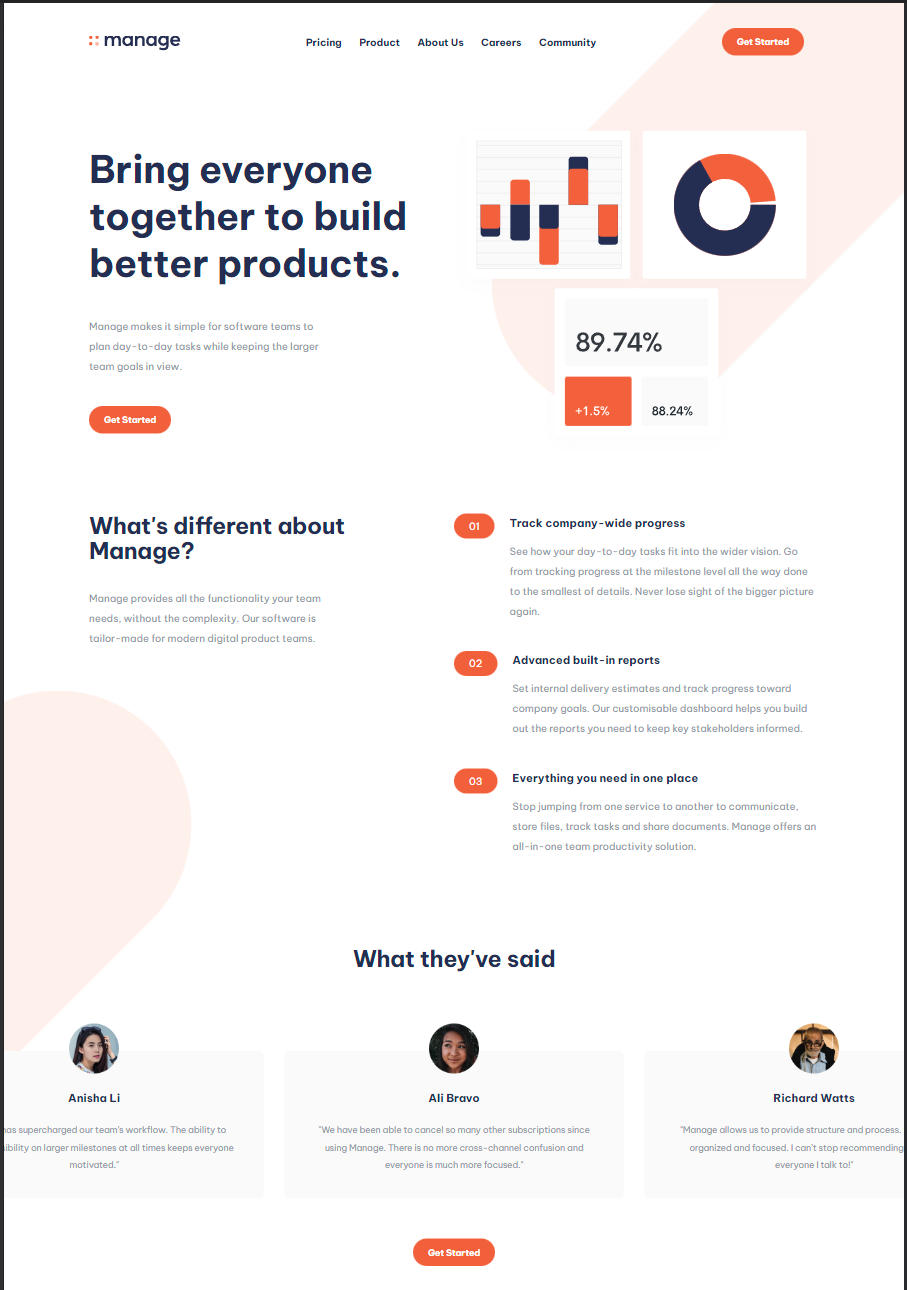 manage
Pricing Product About Us Careers Community
Get Started
Bring everyone
together to build
better products.
Manage makes it simple for software teams to
plan day-to-day tasks while keeping the larger
team goals in view.
Get Started
89.74%
+1.5%
88.24%
What's different about
Manage?
Manage provides all the functionality your team
needs, without the complexity. Our software is
tailor-made for modern digital product teams.
01
Track company-wide progress
See how your day-to-day tasks fit into the wider vision. Go
from tracking progress at the milestone level all the way done
to the smallest of details. Never lose sight of the bigger picture
again.
02
Advanced built-in reports
Set internal delivery estimates and track progress toward
company goals. Our customisable dashboard helps you build
out the reports you need to keep key stakeholders informed.
03
Everything you need in one place
Stop jumping from one service to another to communicate,
store files, track tasks and share documents. Manage offers an
all-in-one team productivity solution.
What they've said
Anisha Li
has supercharged our team's workflow. The ability to
ibility on larger milestones at all times keeps everyone
motivated."
Ali Bravo
"We have been able to cancel so many other subscriptions since
using Manage. There is no more cross-channel confusion and
everyone is much more focused."
Richard Watts
"Manage allows us to provide structure and process.
organized and focused. I can't stop recommending
everyone I talk to!"
Get Started